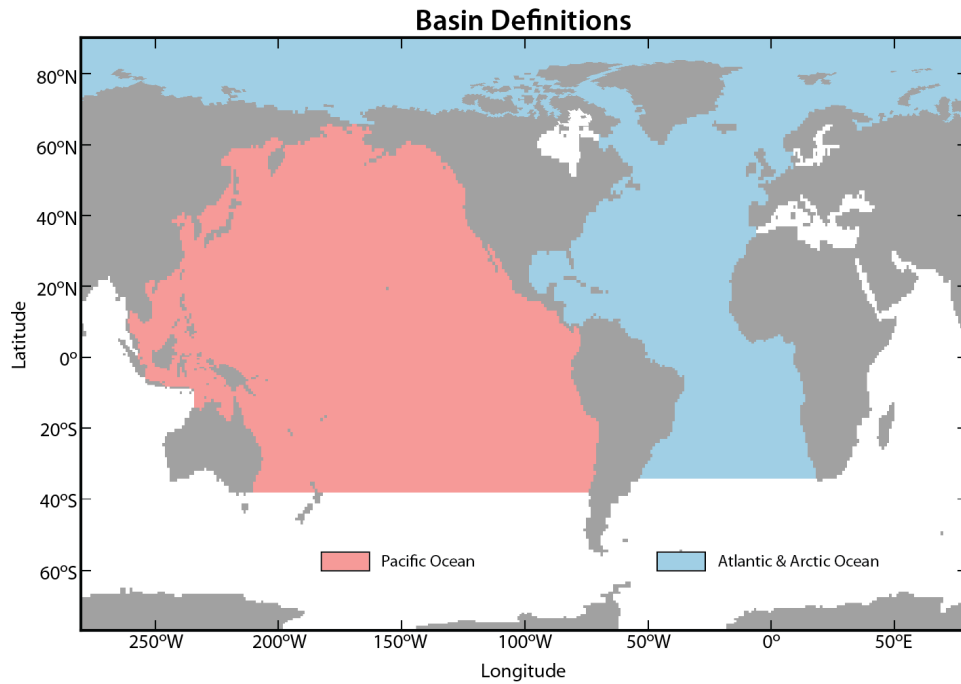 Basin Definitions
80ºN
60ºN
40ºN
20ºN
0º
20ºS
40ºS
60ºS
Latitude
Pacific Ocean
Atlantic & Arctic Ocean
250ºW
200ºW
150ºW
100ºW
50ºW
0º
50ºE
Longitude